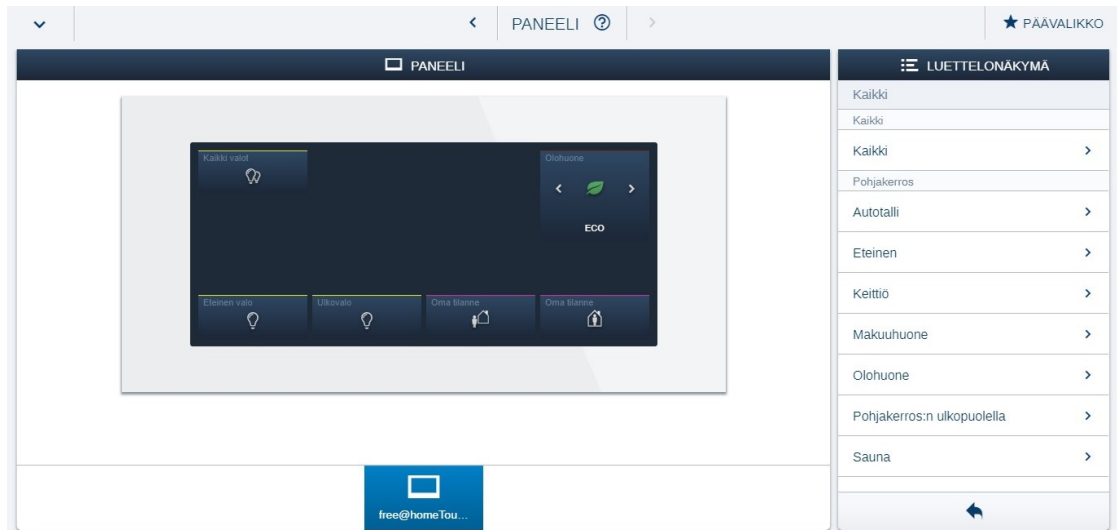 PANEELI
PÄÄVALIKKO
PANEELI
Kaikki valot
Olohuone
ECO
Eteinen valo
Ulkovalo
Oma tilanne
Oma tilanne
free@homeTou...
LUETTELONÄKYMÄ
Kaikki
Kaikki
Kaikki
Pohjakerros
Autotalli
Eteinen
Keittiö
Makuuhuone
Olohuone
Pohjakerros:n ulkopuolella
Sauna